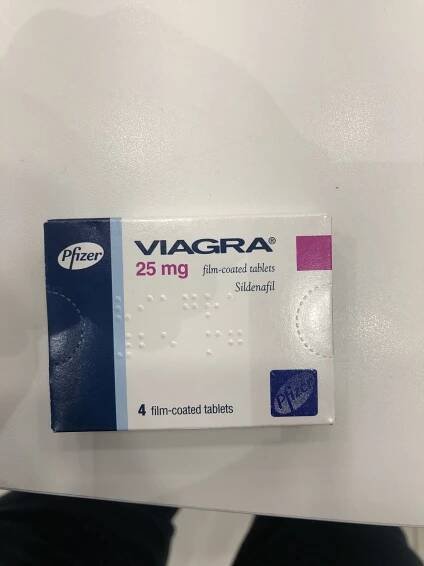 Pfizer
VIAGRA®
25 mg film-coated tablets
Sildenafil
4 film-coated tablets
Pfizer